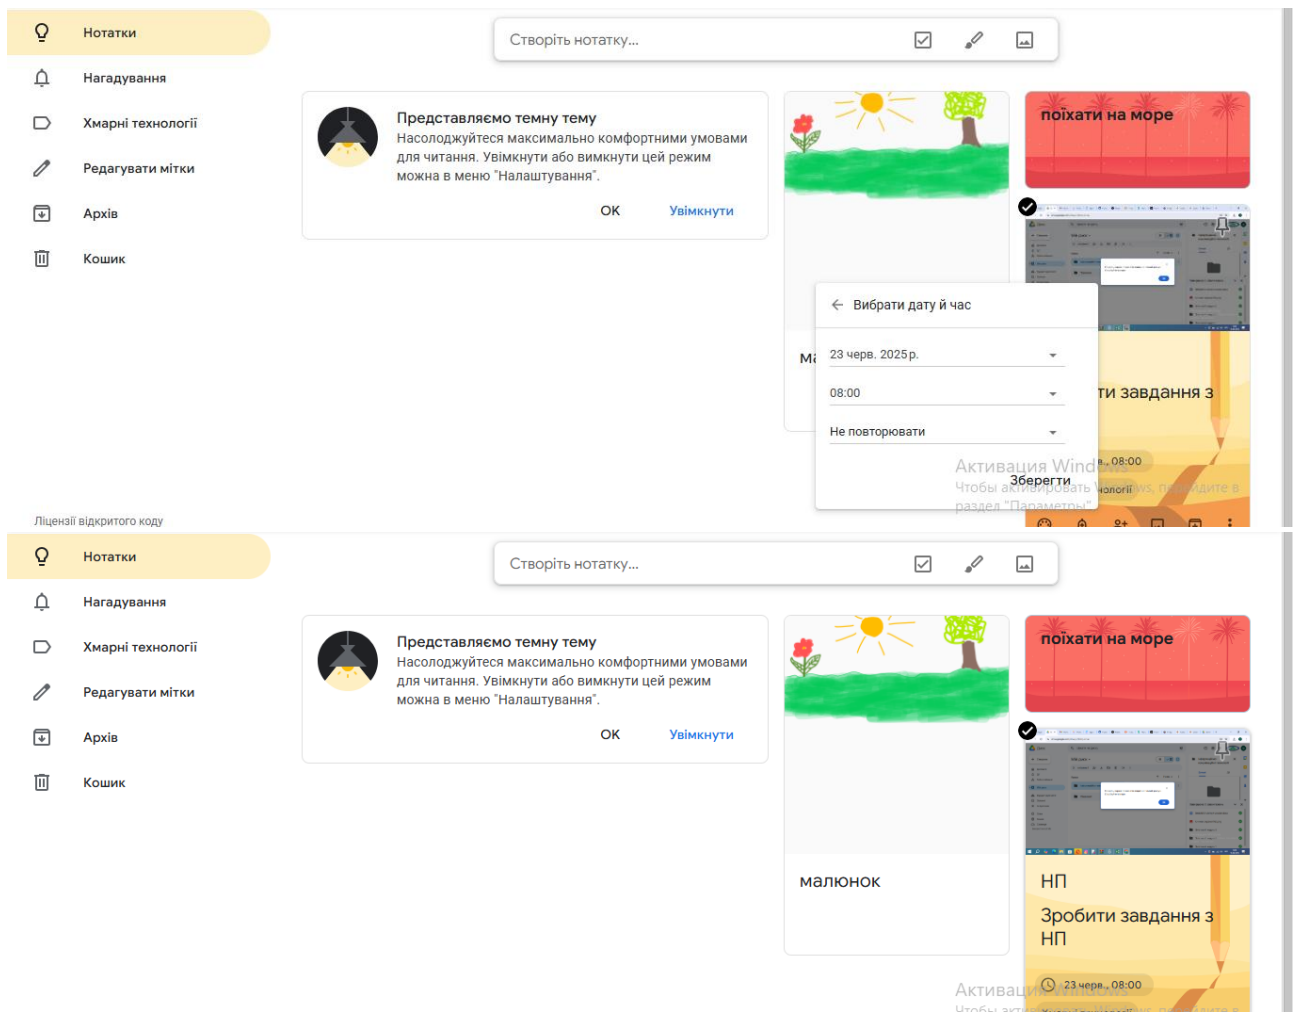 Нотатки
Створіть нотатку...
Нагадування
Хмарні технології
Редагувати мітки
Архів
Кошик
Представляємо темну тему
Насолоджуйтеся максимально комфортними умовами
для читання. Увімкнути або вимкнути цей режим
можна в меню "Налаштування".
OK
Увімкнути
поїхати на море
Вибрати дату й час
23 черв. 2025 р.
08:00
Не повторювати
Зберегти
ма
ти завдання з
в., 08:00
нології
Активация Windows
Чтобы активировать Windows, перейдите в
раздел "Параметры".
Ліцензії відкритого коду
Нотатки
Створіть нотатку...
Нагадування
Хмарні технології
Редагувати мітки
Архів
Кошик
Представляємо темну тему
Насолоджуйтеся максимально комфортними умовами
для читання. Увімкнути або вимкнути цей режим
можна в меню "Налаштування".
OK
Увімкнути
малюнок
поїхати на море
НП
Зробити завдання з
НП
23 черв., 08:00
Активация Windows